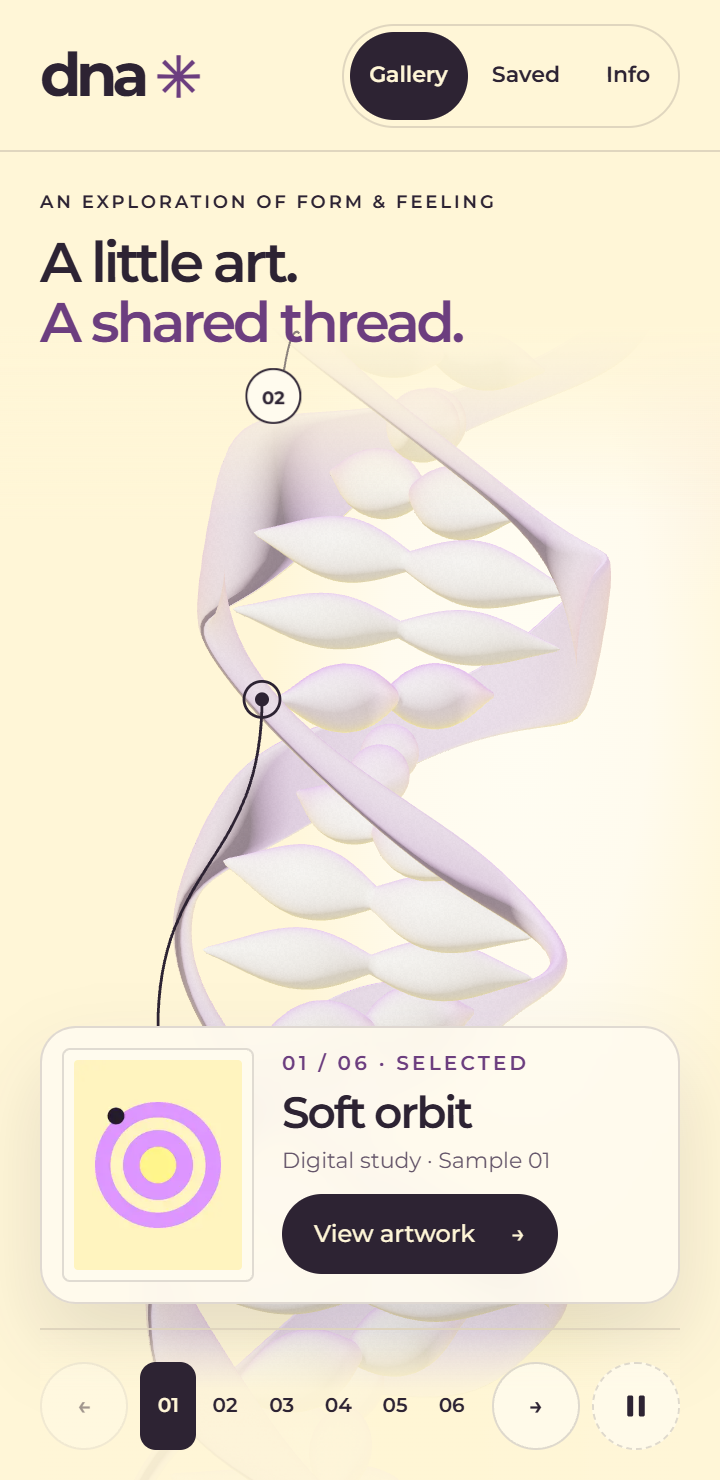 dna
Gallery Saved Info
AN EXPLORATION OF FORM & FEELING
A little art.
A shared thread.
02
01 / 06 · SELECTED
Soft orbit
Digital study · Sample 01
View artwork →
← 01 02 03 04 05 06 →